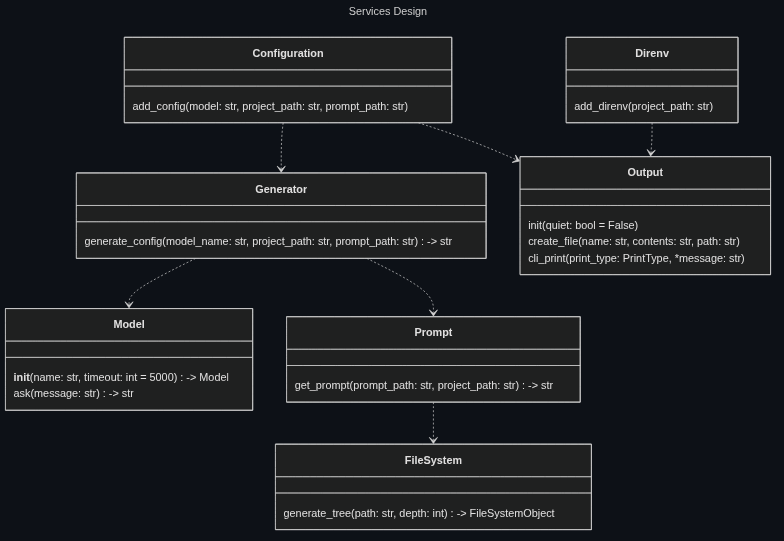 Services Design
Configuration
add_config(model: str, project_path: str, prompt_path: str)
Direnv
add_direnv(project_path: str)
Generator
generate_config(model_name: str, project_path: str, prompt_path: str) : -> str
Output
init(quiet: bool = False)
create_file(name: str, contents: str, path: str)
cli_print(print_type: PrintType, *message: str)
Model
init(name: str, timeout: int = 5000) : -> Model
ask(message: str) : -> str
Prompt
get_prompt(prompt_path: str, project_path: str) : -> str
FileSystem
generate_tree(path: str, depth: int) : -> FileSystemObject